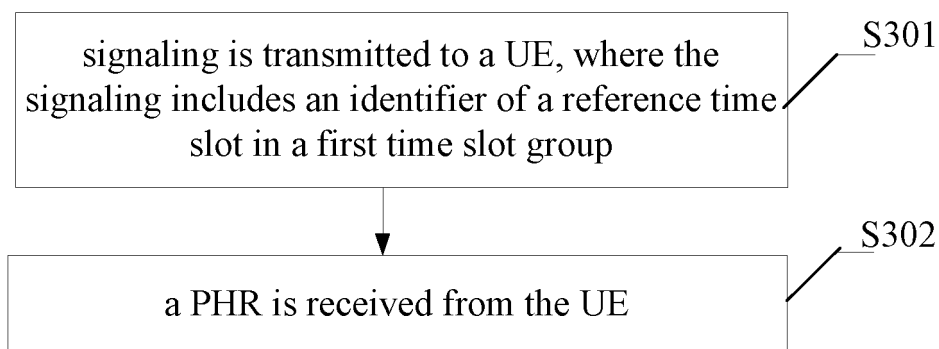 signaling is transmitted to a UE, where the
signaling includes an identifier of a reference time
slot in a first time slot group
S301
a PHR is received from the UE
S302